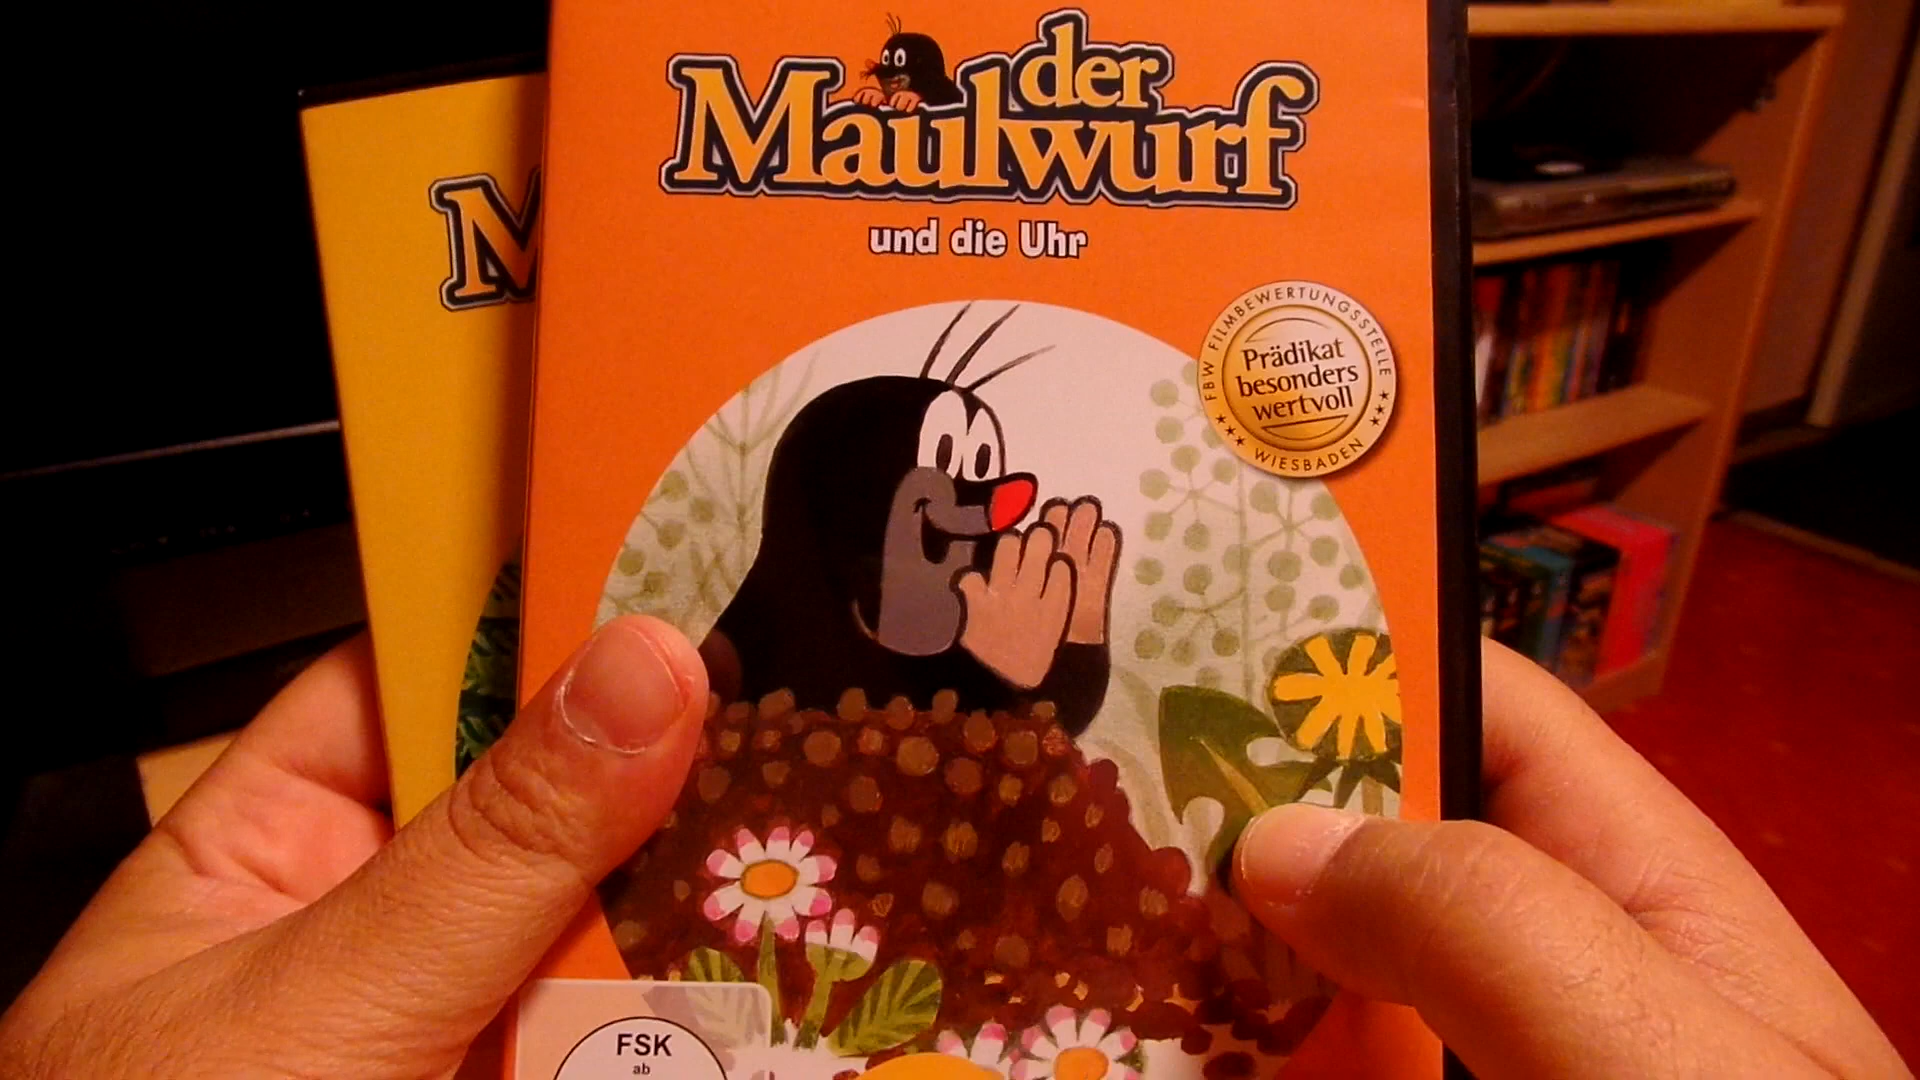 der
Maulwurf
und die Uhr
FBW FILMBEWERTUNGSSTELLE
Prädikat
besonders
wertvoll
WIESBADEN
M
FSK
ab